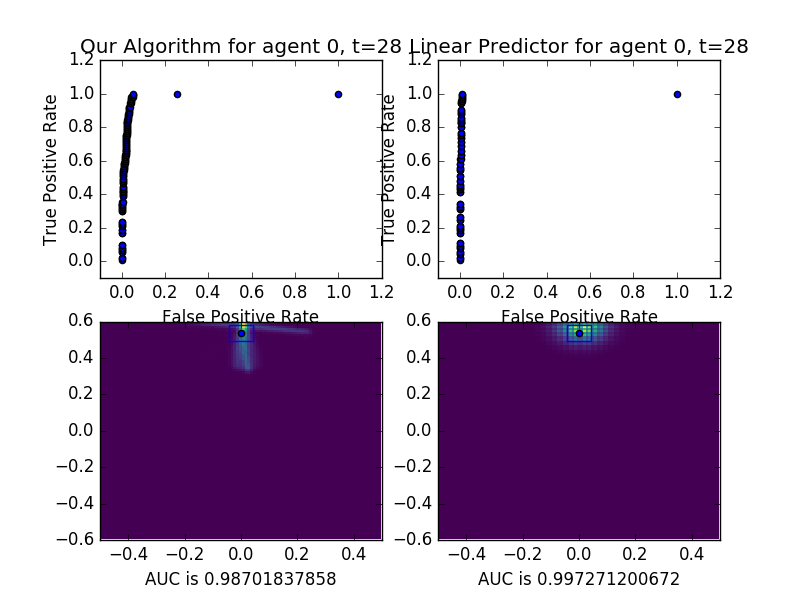 Our Algorithm for agent 0, t=28
Linear Predictor for agent 0, t=28
1.2
1.0
0.8
0.6
0.4
0.2
0.0
True Positive Rate
0.0 0.2 0.4 0.6 0.8 1.0 1.2
False Positive Rate
1.2
1.0
0.8
0.6
0.4
0.2
0.0
True Positive Rate
0.0 0.2 0.4 0.6 0.8 1.0 1.2
False Positive Rate
0.6
0.4
0.2
0.0
−0.2
−0.4
−0.6
−0.4 −0.2 0.0 0.2 0.4
AUC is 0.98701837858
0.6
0.4
0.2
0.0
−0.2
−0.4
−0.6
−0.4 −0.2 0.0 0.2 0.4
AUC is 0.997271200672